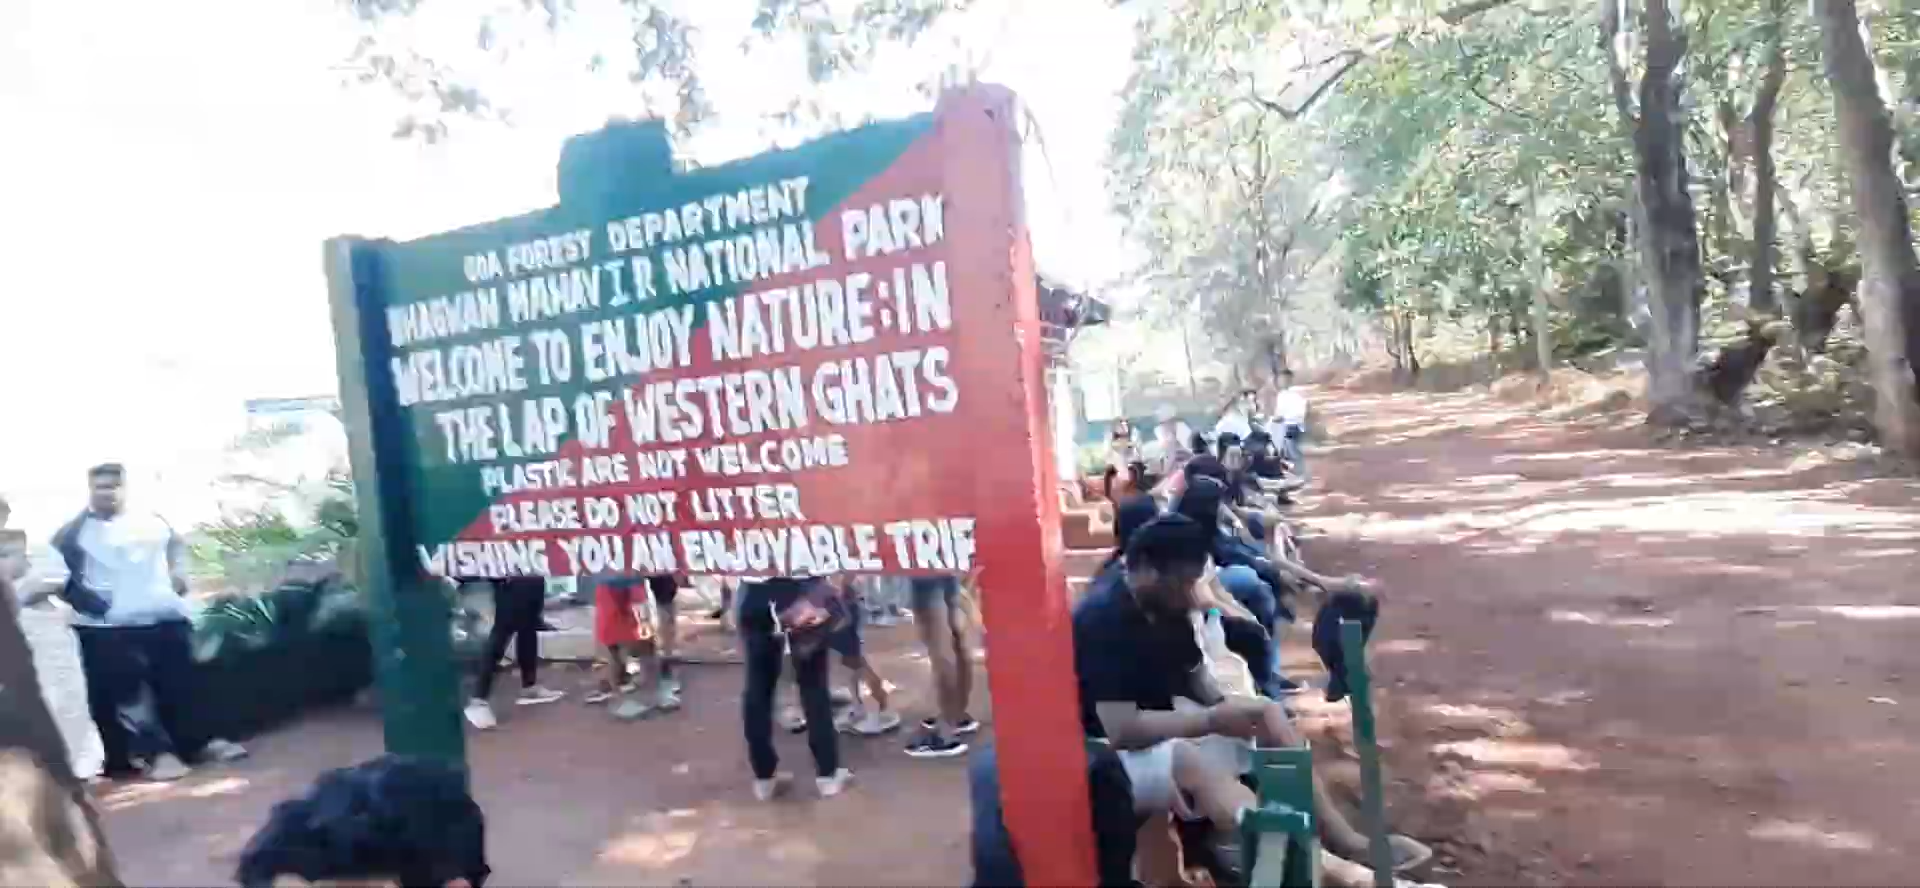 GOA FOREST DEPARTMENT
BHAGWAN MAHAVIR NATIONAL PARK
WELCOME TO ENJOY NATURE:IN
THE LAP OF WESTERN GHATS
PLASTIC ARE NOT WELCOME
PLEASE DO NOT LITTER
WISHING YOU AN ENJOYABLE TRIP